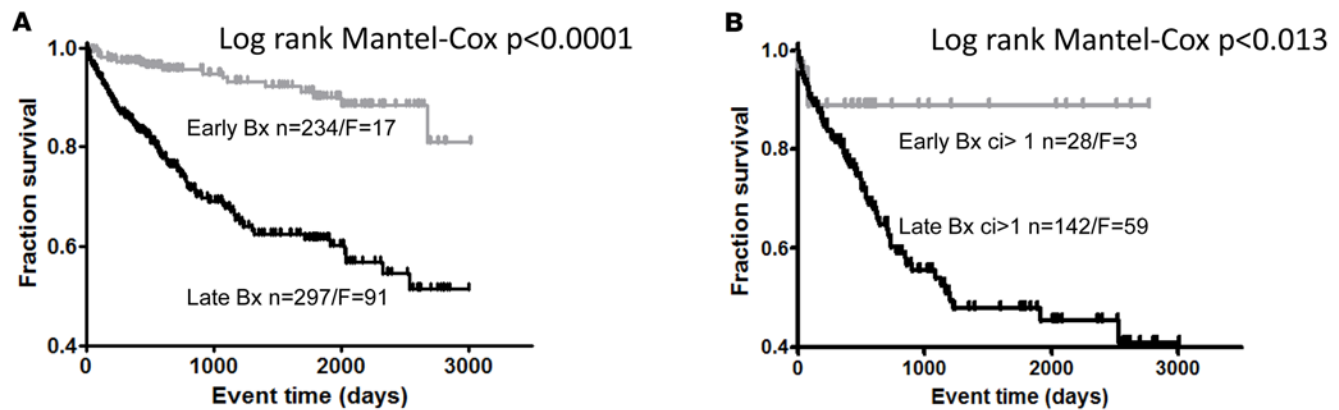 A
Log rank Mantel-Cox p<0.0001
Fraction survival
1.0
0.8
0.6
0.4
Early Bx n=234/F=17
Late Bx n=297/F=91
0 1000 2000 3000
Event time (days)
B
Log rank Mantel-Cox p<0.013
Fraction survival
1.0
0.8
0.6
0.4
Early Bx ci> 1 n=28/F=3
Late Bx ci>1 n=142/F=59
0 1000 2000 3000
Event time (days)